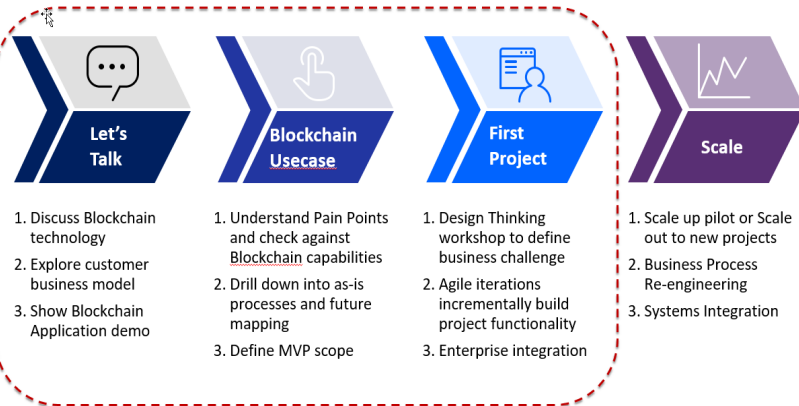 Let's
Talk
Blockchain
Usecase
First
Project
Scale
1. Discuss Blockchain
technology
2. Explore customer
business model
3. Show Blockchain
Application demo
1. Understand Pain Points
and check against
Blockchain capabilities
2. Drill down into as-is
processes and future
mapping
3. Define MVP scope
1. Design Thinking
workshop to define
business challenge
2. Agile iterations
incrementally build
project functionality
3. Enterprise integration
1. Scale up pilot or Scale
out to new projects
2. Business Process
Re-engineering
3. Systems Integration